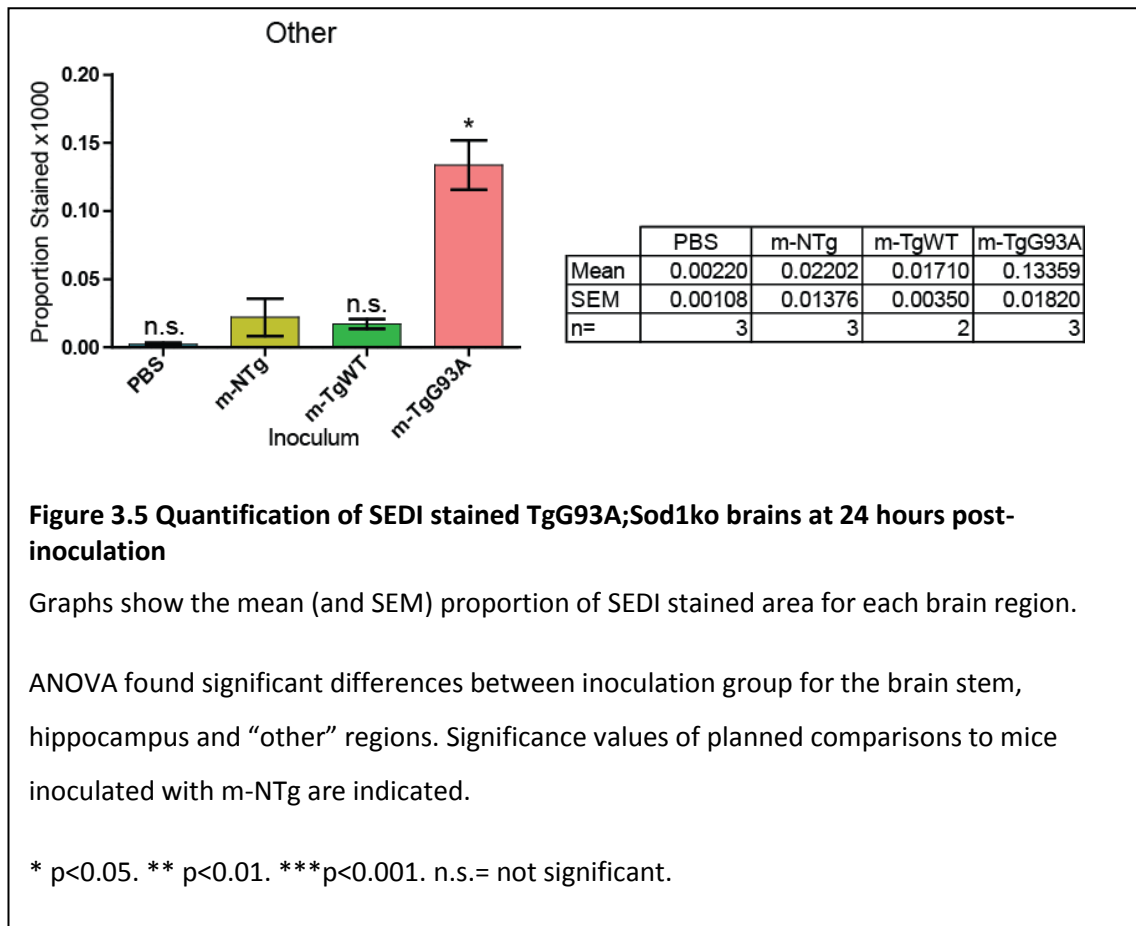 Other
0.20
0.15
0.10
0.05
0.00
Proportion Stained x1000
n.s.
n.s.
*
PBS
m-NTg
m-TgWT
m-TgG93A
Inoculum
PBS m-NTg m-TgWT m-TgG93A
Mean 0.00220 0.02202 0.01710 0.13359
SEM 0.00108 0.01376 0.00350 0.01820
n= 3 3 2 3
Figure 3.5 Quantification of SEDI stained TgG93A;Sod1ko brains at 24 hours post-
inoculation
Graphs show the mean (and SEM) proportion of SEDI stained area for each brain region.
ANOVA found significant differences between inoculation group for the brain stem,
hippocampus and “other” regions. Significance values of planned comparisons to mice
inoculated with m-NTg are indicated.
* p<0.05. ** p<0.01. ***p<0.001. n.s.= not significant.